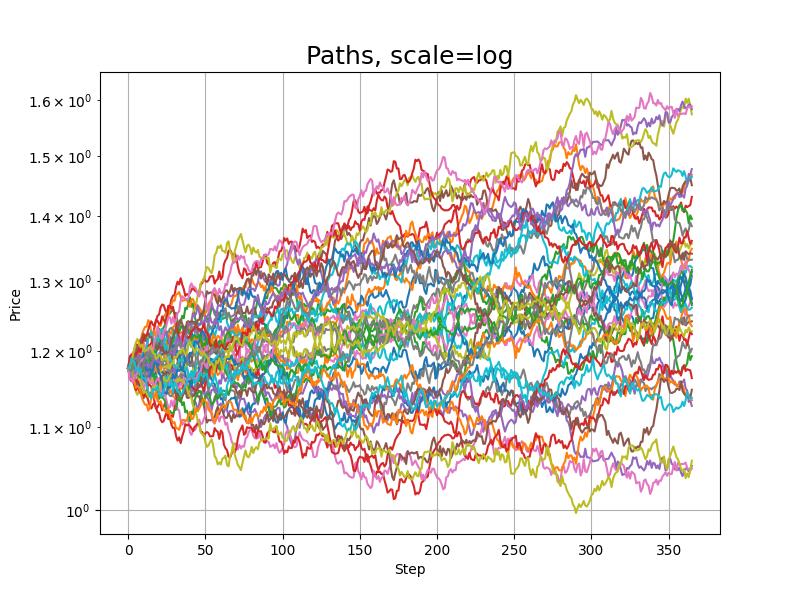 Paths, scale=log
1.6 × 10⁰
1.5 × 10⁰
1.4 × 10⁰
1.3 × 10⁰
1.2 × 10⁰
1.1 × 10⁰
10⁰
Price
0 50 100 150 200 250 300 350
Step